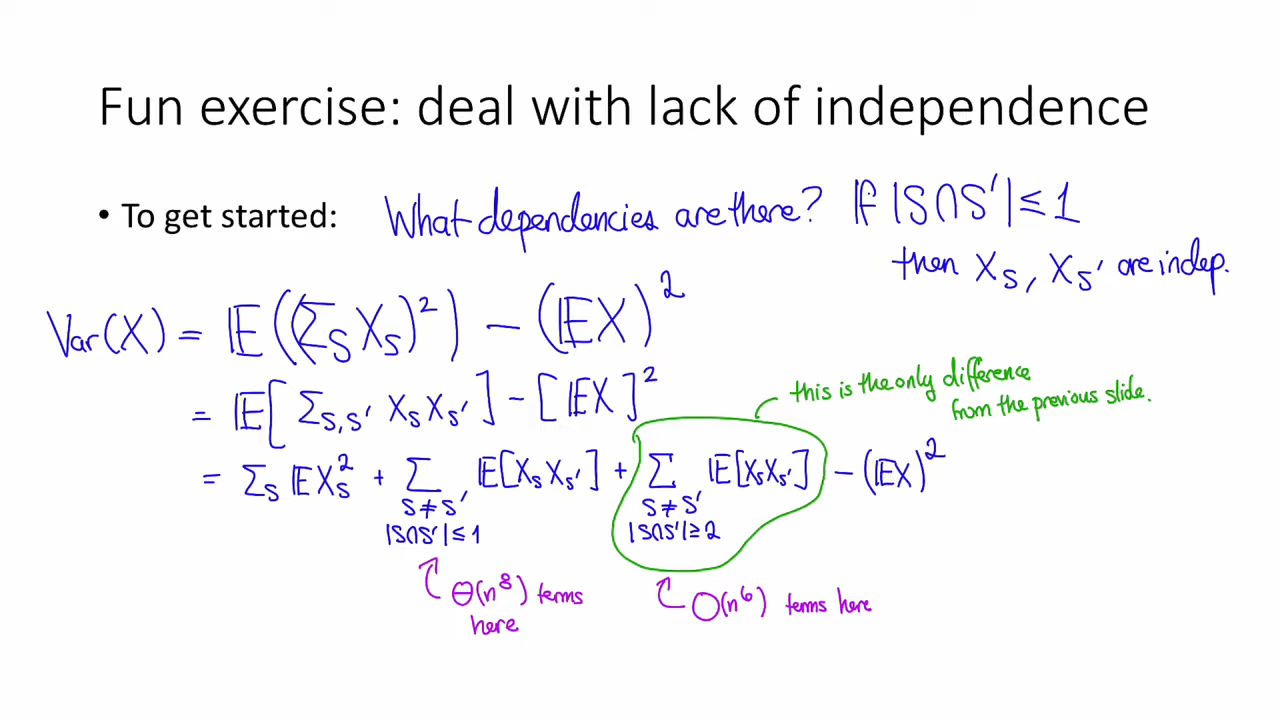 Fun exercise: deal with lack of independence
• To get started: What dependencies are there? If |S∩S'| ≤ 1
then X_S, X_S' are indep.
Var(X) = 𝔼((Σ_S X_S)²) − (𝔼X)²
= 𝔼[Σ_{S,S'} X_S X_S'] − [𝔼X]²
this is the only difference
from the previous slide.
= Σ_S 𝔼X_S² + Σ_{S≠S', |S∩S'|≤1} 𝔼[X_S X_S'] + Σ_{S≠S', |S∩S'|≥2} 𝔼[X_S X_S'] − (𝔼X)²
Θ(n⁸) terms
here
O(n⁶) terms here